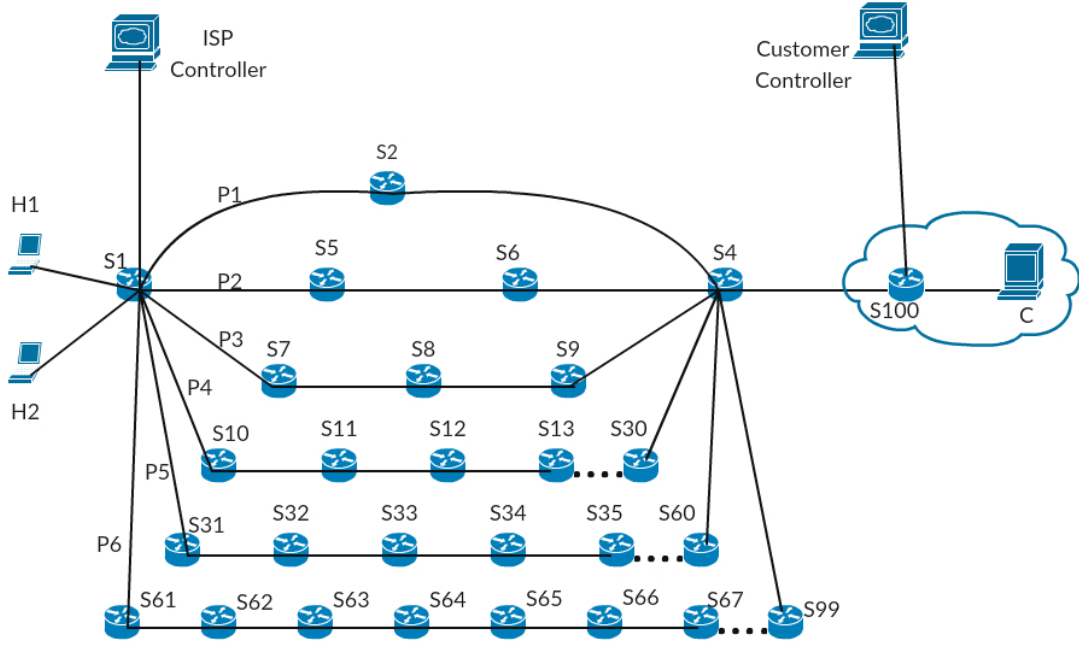 ISP
Controller
Customer
Controller
S2
P1
H1
S1
S5
S6
S4
P2
S100
C
P3
H2
S7
S8
S9
P4
S10
S11
S12
S13
S30
P5
S31
S32
S33
S34
S35
S60
P6
S61
S62
S63
S64
S65
S66
S67
S99